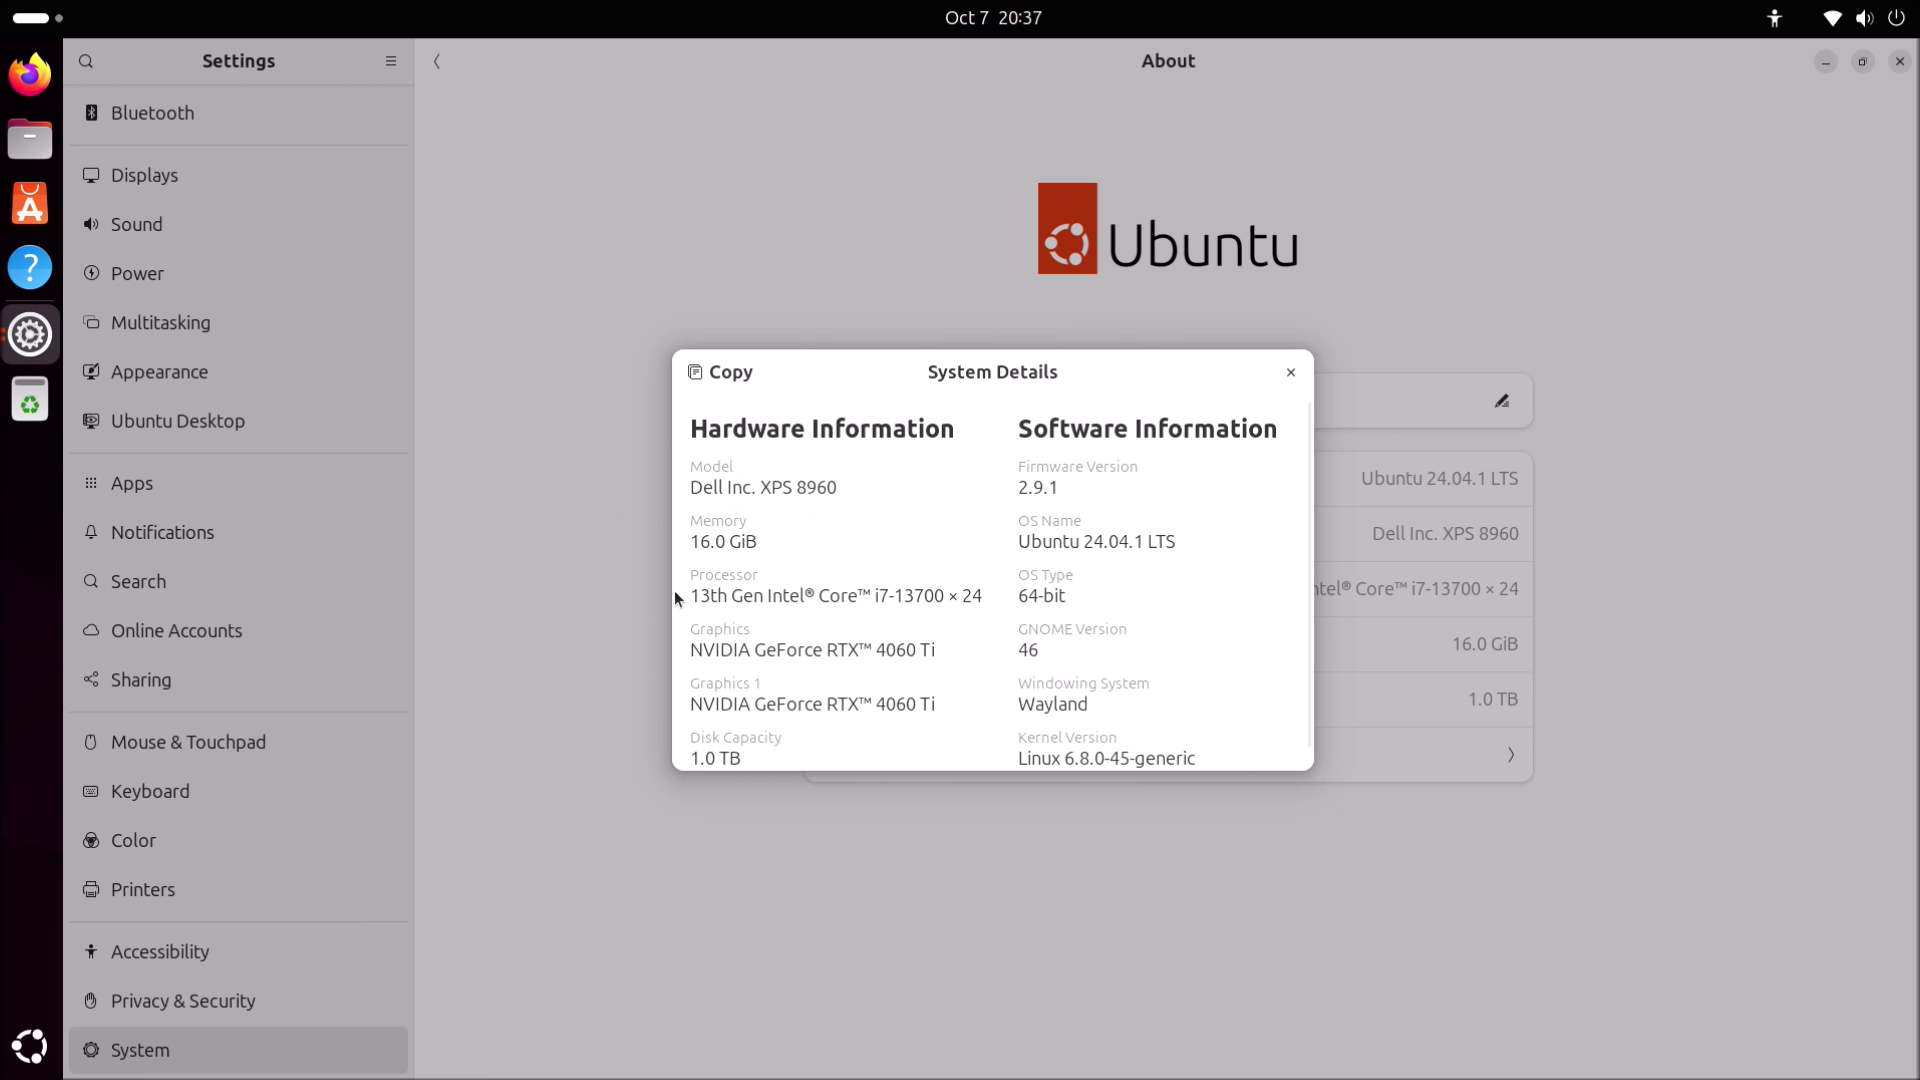 Oct 7 20:37
Settings
About
Bluetooth
Displays
Sound
Power
Multitasking
Appearance
Ubuntu Desktop
Apps
Notifications
Search
Online Accounts
Sharing
Mouse & Touchpad
Keyboard
Color
Printers
Accessibility
Privacy & Security
System
Ubuntu
Copy
System Details
Hardware Information
Model
Dell Inc. XPS 8960
Memory
16.0 GiB
Processor
13th Gen Intel® Core™ i7-13700 × 24
Graphics
NVIDIA GeForce RTX™ 4060 Ti
Graphics 1
NVIDIA GeForce RTX™ 4060 Ti
Disk Capacity
1.0 TB
Software Information
Firmware Version
2.9.1
OS Name
Ubuntu 24.04.1 LTS
OS Type
64-bit
GNOME Version
46
Windowing System
Wayland
Kernel Version
Linux 6.8.0-45-generic
Ubuntu 24.04.1 LTS
Dell Inc. XPS 8960
ntel® Core™ i7-13700 × 24
16.0 GiB
1.0 TB